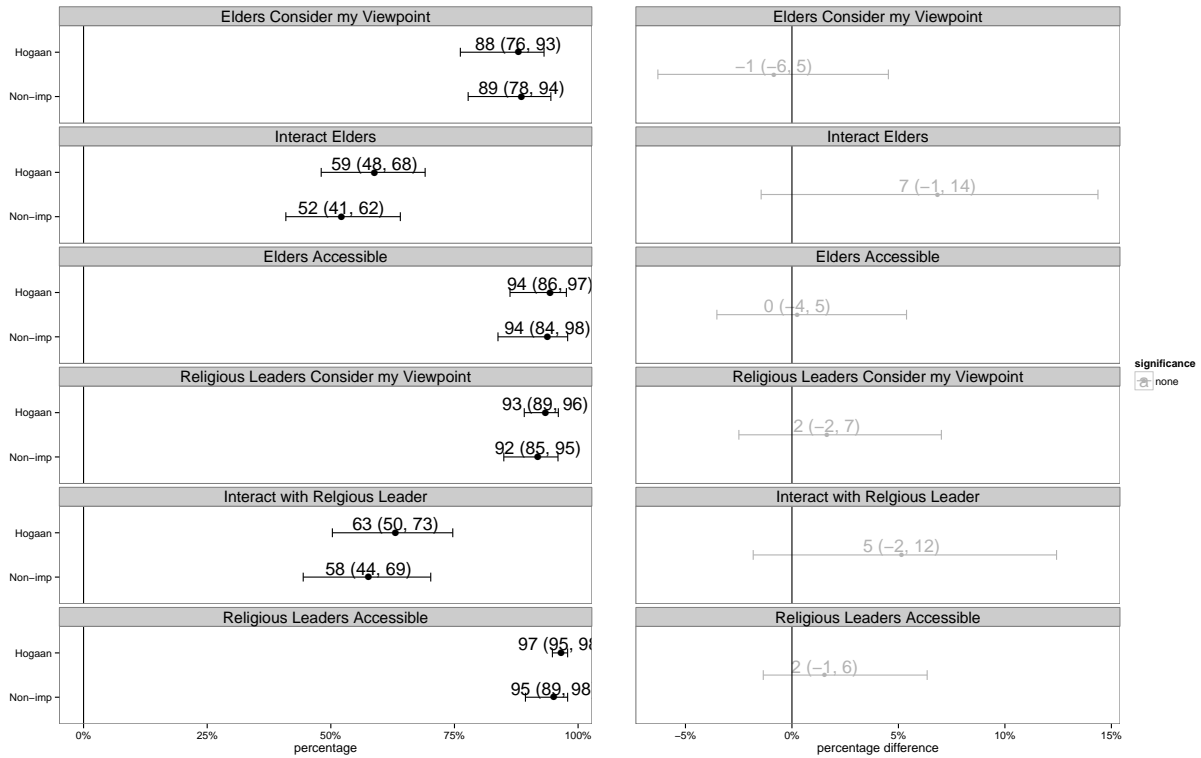 Elders Consider my Viewpoint
Hogaan
88 (76, 93)
Non−imp
89 (78, 94)
Interact Elders
Hogaan
59 (48, 68)
Non−imp
52 (41, 62)
Elders Accessible
Hogaan
94 (86, 97)
Non−imp
94 (84, 98)
Religious Leaders Consider my Viewpoint
Hogaan
93 (89, 96)
Non−imp
92 (85, 95)
Interact with Relgious Leader
Hogaan
63 (50, 73)
Non−imp
58 (44, 69)
Religious Leaders Accessible
Hogaan
97 (95, 98
Non−imp
95 (89, 98
0% 25% 50% 75% 100%
percentage
Elders Consider my Viewpoint
−1 (−6, 5)
Interact Elders
7 (−1, 14)
Elders Accessible
0 (−4, 5)
Religious Leaders Consider my Viewpoint
2 (−2, 7)
Interact with Relgious Leader
5 (−2, 12)
Religious Leaders Accessible
2 (−1, 6)
−5% 0% 5% 10% 15%
percentage difference
significance
none